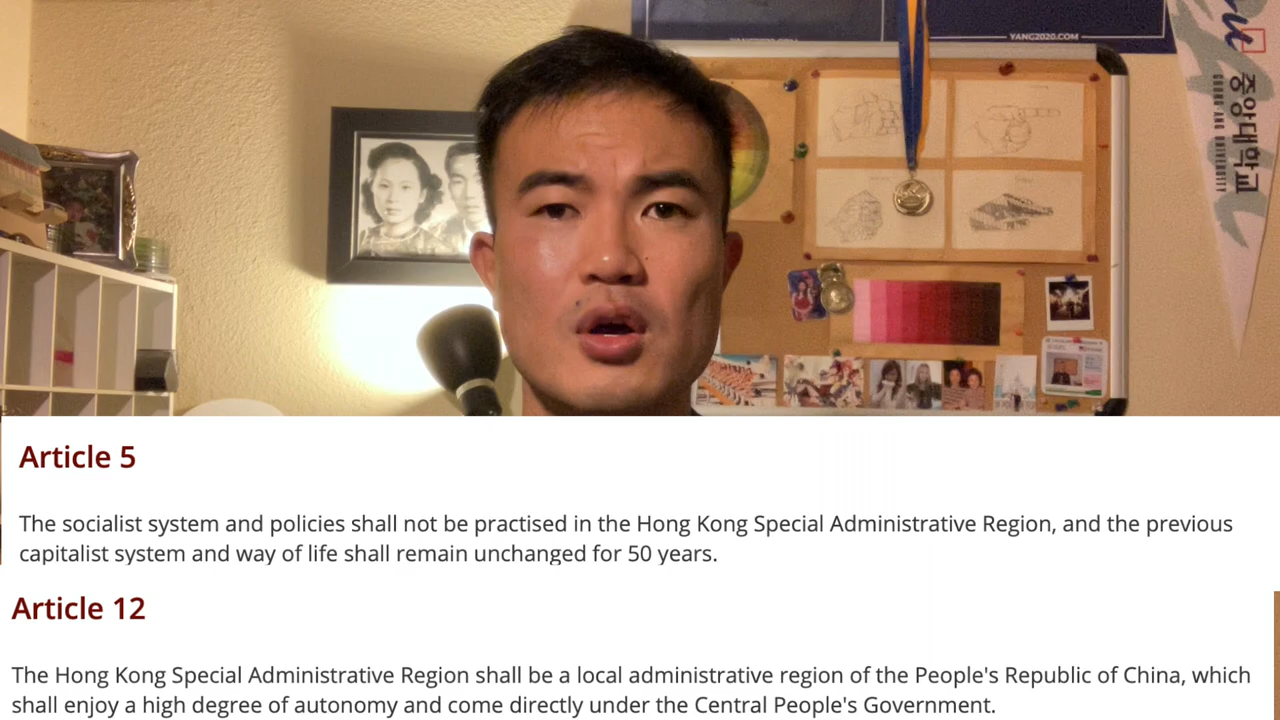 YANG2020.COM
중앙대학교
CHUNG ANG UNIVERSITY
Article 5
The socialist system and policies shall not be practised in the Hong Kong Special Administrative Region, and the previous
capitalist system and way of life shall remain unchanged for 50 years.
Article 12
The Hong Kong Special Administrative Region shall be a local administrative region of the People's Republic of China, which
shall enjoy a high degree of autonomy and come directly under the Central People's Government.